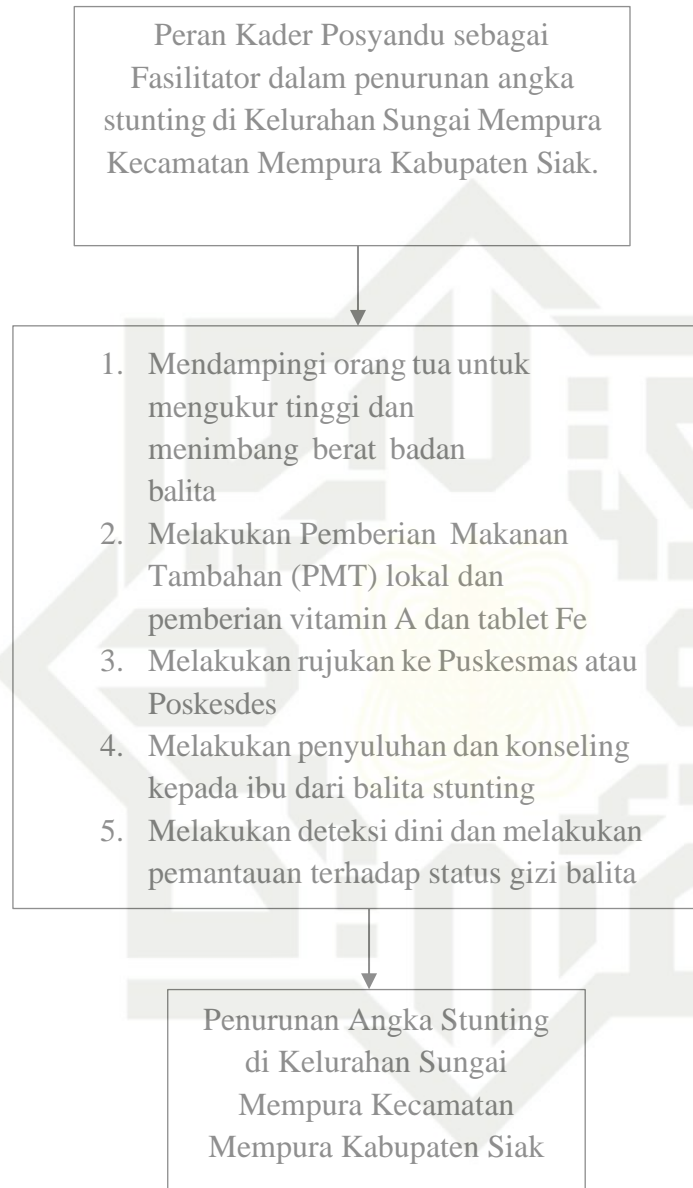 Peran Kader Posyandu sebagai
Fasilitator dalam penurunan angka
stunting di Kelurahan Sungai Mempura
Kecamatan Mempura Kabupaten Siak.
1. Mendampingi orang tua untuk
mengukur tinggi dan
menimbang berat badan
balita
2. Melakukan Pemberian Makanan
Tambahan (PMT) lokal dan
pemberian vitamin A dan tablet Fe
3. Melakukan rujukan ke Puskesmas atau
Poskesdes
4. Melakukan penyuluhan dan konseling
kepada ibu dari balita stunting
5. Melakukan deteksi dini dan melakukan
pemantauan terhadap status gizi balita
Penurunan Angka Stunting
di Kelurahan Sungai
Mempura Kecamatan
Mempura Kabupaten Siak